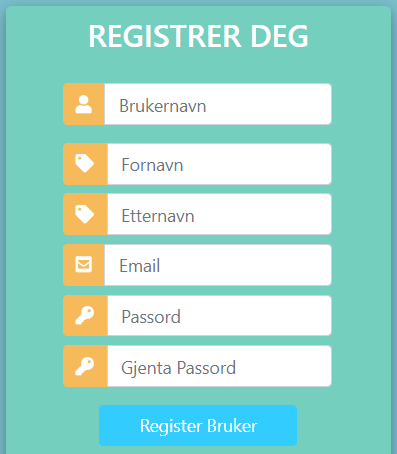 REGISTRER DEG
Brukernavn
Fornavn
Etternavn
Email
Passord
Gjenta Passord
Register Bruker